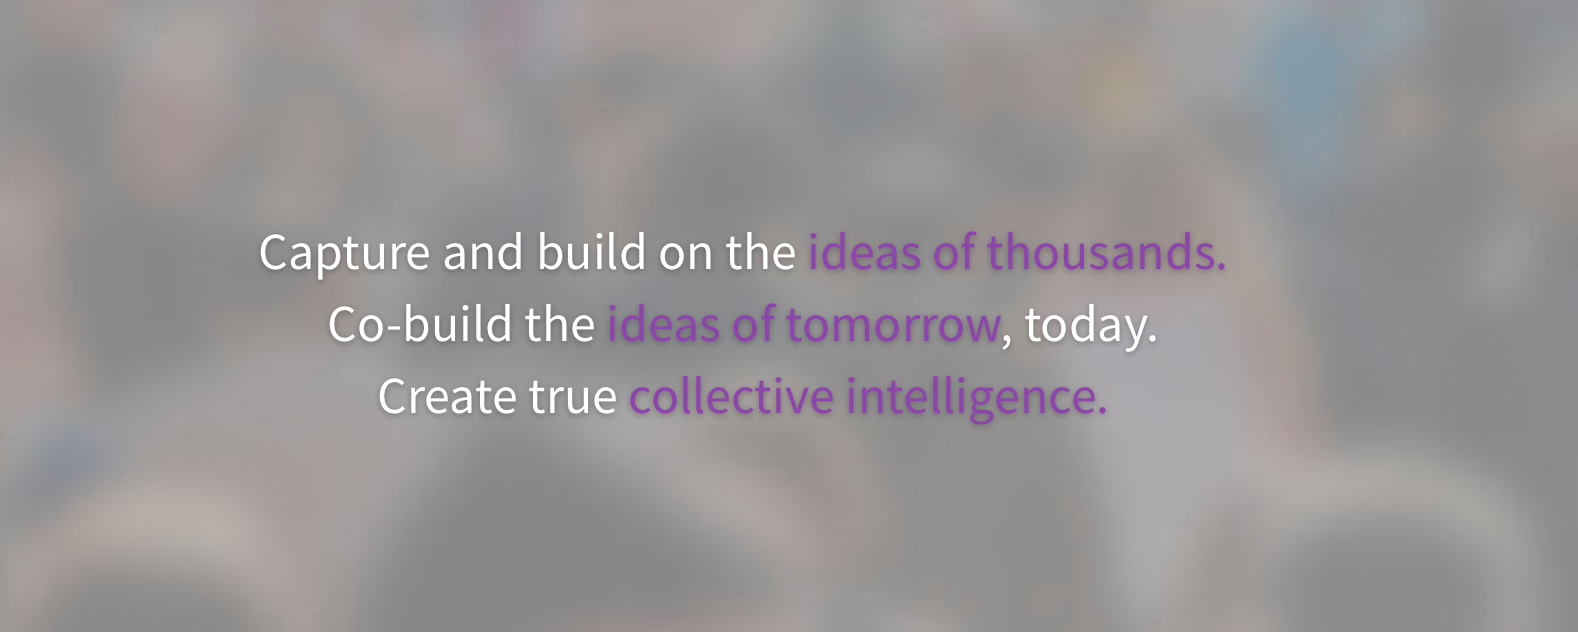 Capture and build on the ideas of thousands.
Co-build the ideas of tomorrow, today.
Create true collective intelligence.